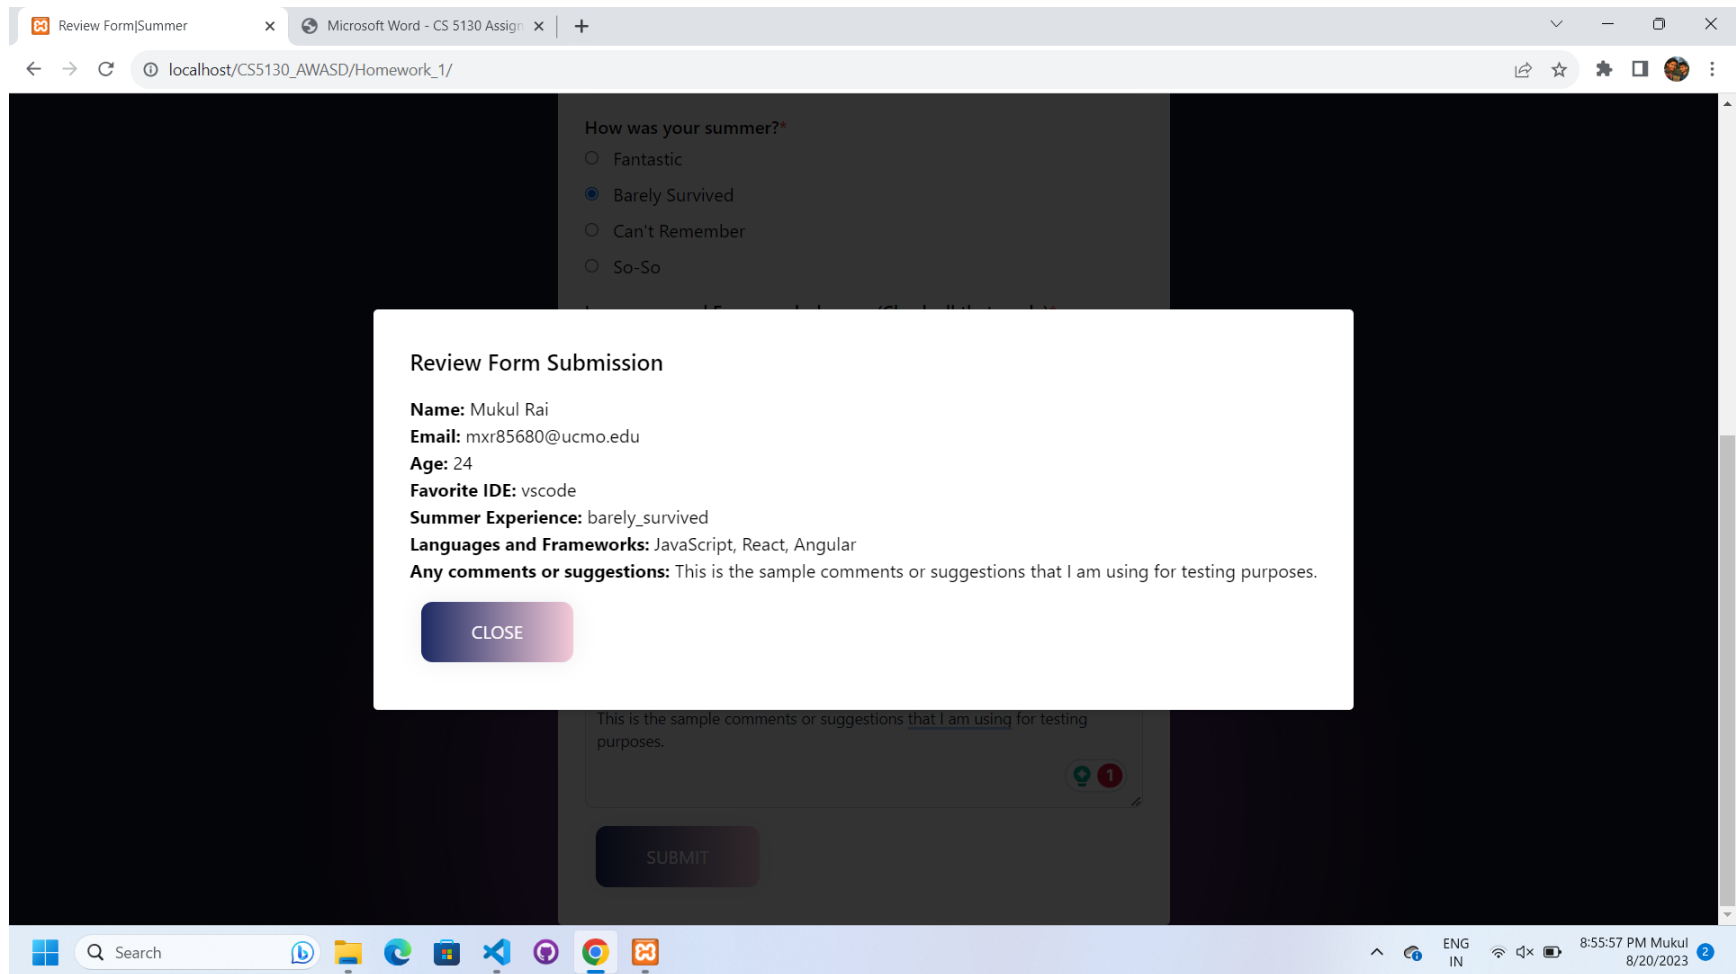 Review Form|Summer
Microsoft Word - CS 5130 Assign
localhost/CS5130_AWASD/Homework_1/
How was your summer?*
Fantastic
Barely Survived
Can't Remember
So-So
Review Form Submission
Name: Mukul Rai
Email: mxr85680@ucmo.edu
Age: 24
Favorite IDE: vscode
Summer Experience: barely_survived
Languages and Frameworks: JavaScript, React, Angular
Any comments or suggestions: This is the sample comments or suggestions that I am using for testing purposes.
CLOSE
This is the sample comments or suggestions that I am using for testing
purposes.
1
SUBMIT
Search
ENG
IN
8:55:57 PM Mukul
8/20/2023
2